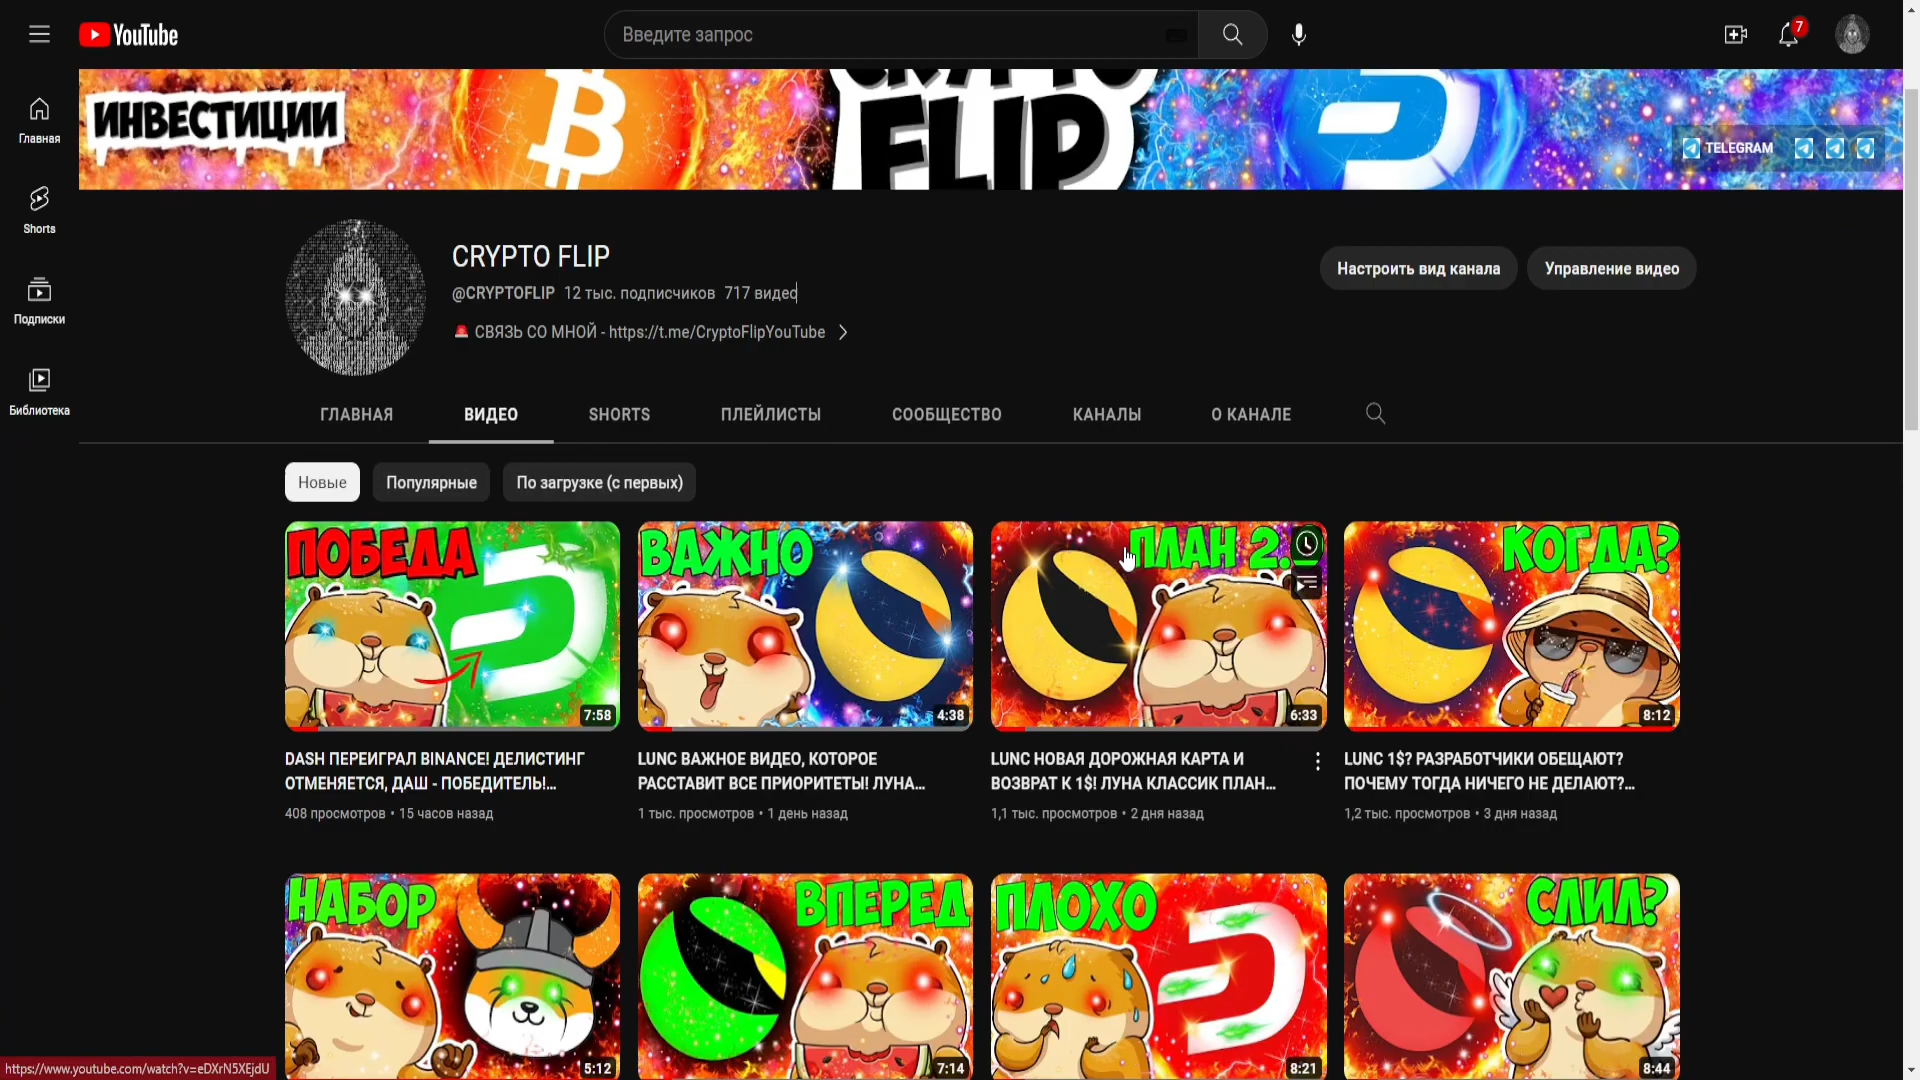 YouTube
Введите запрос
7
Главная
Shorts
Подписки
Библиотека
ИНВЕСТИЦИИ
CRYPTO
FLIP
TELEGRAM
CRYPTO FLIP
@CRYPTOFLIP 12 тыс. подписчиков 717 видео
СВЯЗЬ СО МНОЙ - https://t.me/CryptoFlipYouTube
Настроить вид канала
Управление видео
ГЛАВНАЯ
ВИДЕО
SHORTS
ПЛЕЙЛИСТЫ
СООБЩЕСТВО
КАНАЛЫ
О КАНАЛЕ
Новые
Популярные
По загрузке (с первых)
ПОБЕДА
7:58
ВАЖНО
4:38
ПЛАН 2.
6:33
КОГДА?
8:12
DASH ПЕРЕИГРАЛ BINANCE! ДЕЛИСТИНГ
ОТМЕНЯЕТСЯ, ДАШ - ПОБЕДИТЕЛЬ!...
408 просмотров • 15 часов назад
LUNC ВАЖНОЕ ВИДЕО, КОТОРОЕ
РАССТАВИТ ВСЕ ПРИОРИТЕТЫ! ЛУНА...
1 тыс. просмотров • 1 день назад
LUNC НОВАЯ ДОРОЖНАЯ КАРТА И
ВОЗВРАТ К 1$! ЛУНА КЛАССИК ПЛАН...
1,1 тыс. просмотров • 2 дня назад
LUNC 1$? РАЗРАБОТЧИКИ ОБЕЩАЮТ?
ПОЧЕМУ ТОГДА НИЧЕГО НЕ ДЕЛАЮТ?...
1,2 тыс. просмотров • 3 дня назад
НАБОР
5:12
ВПЕРЕД
7:14
ПЛОХО
8:21
СЛИЛ?
8:44
https://www.youtube.com/watch?v=eDXrN5XEjdU